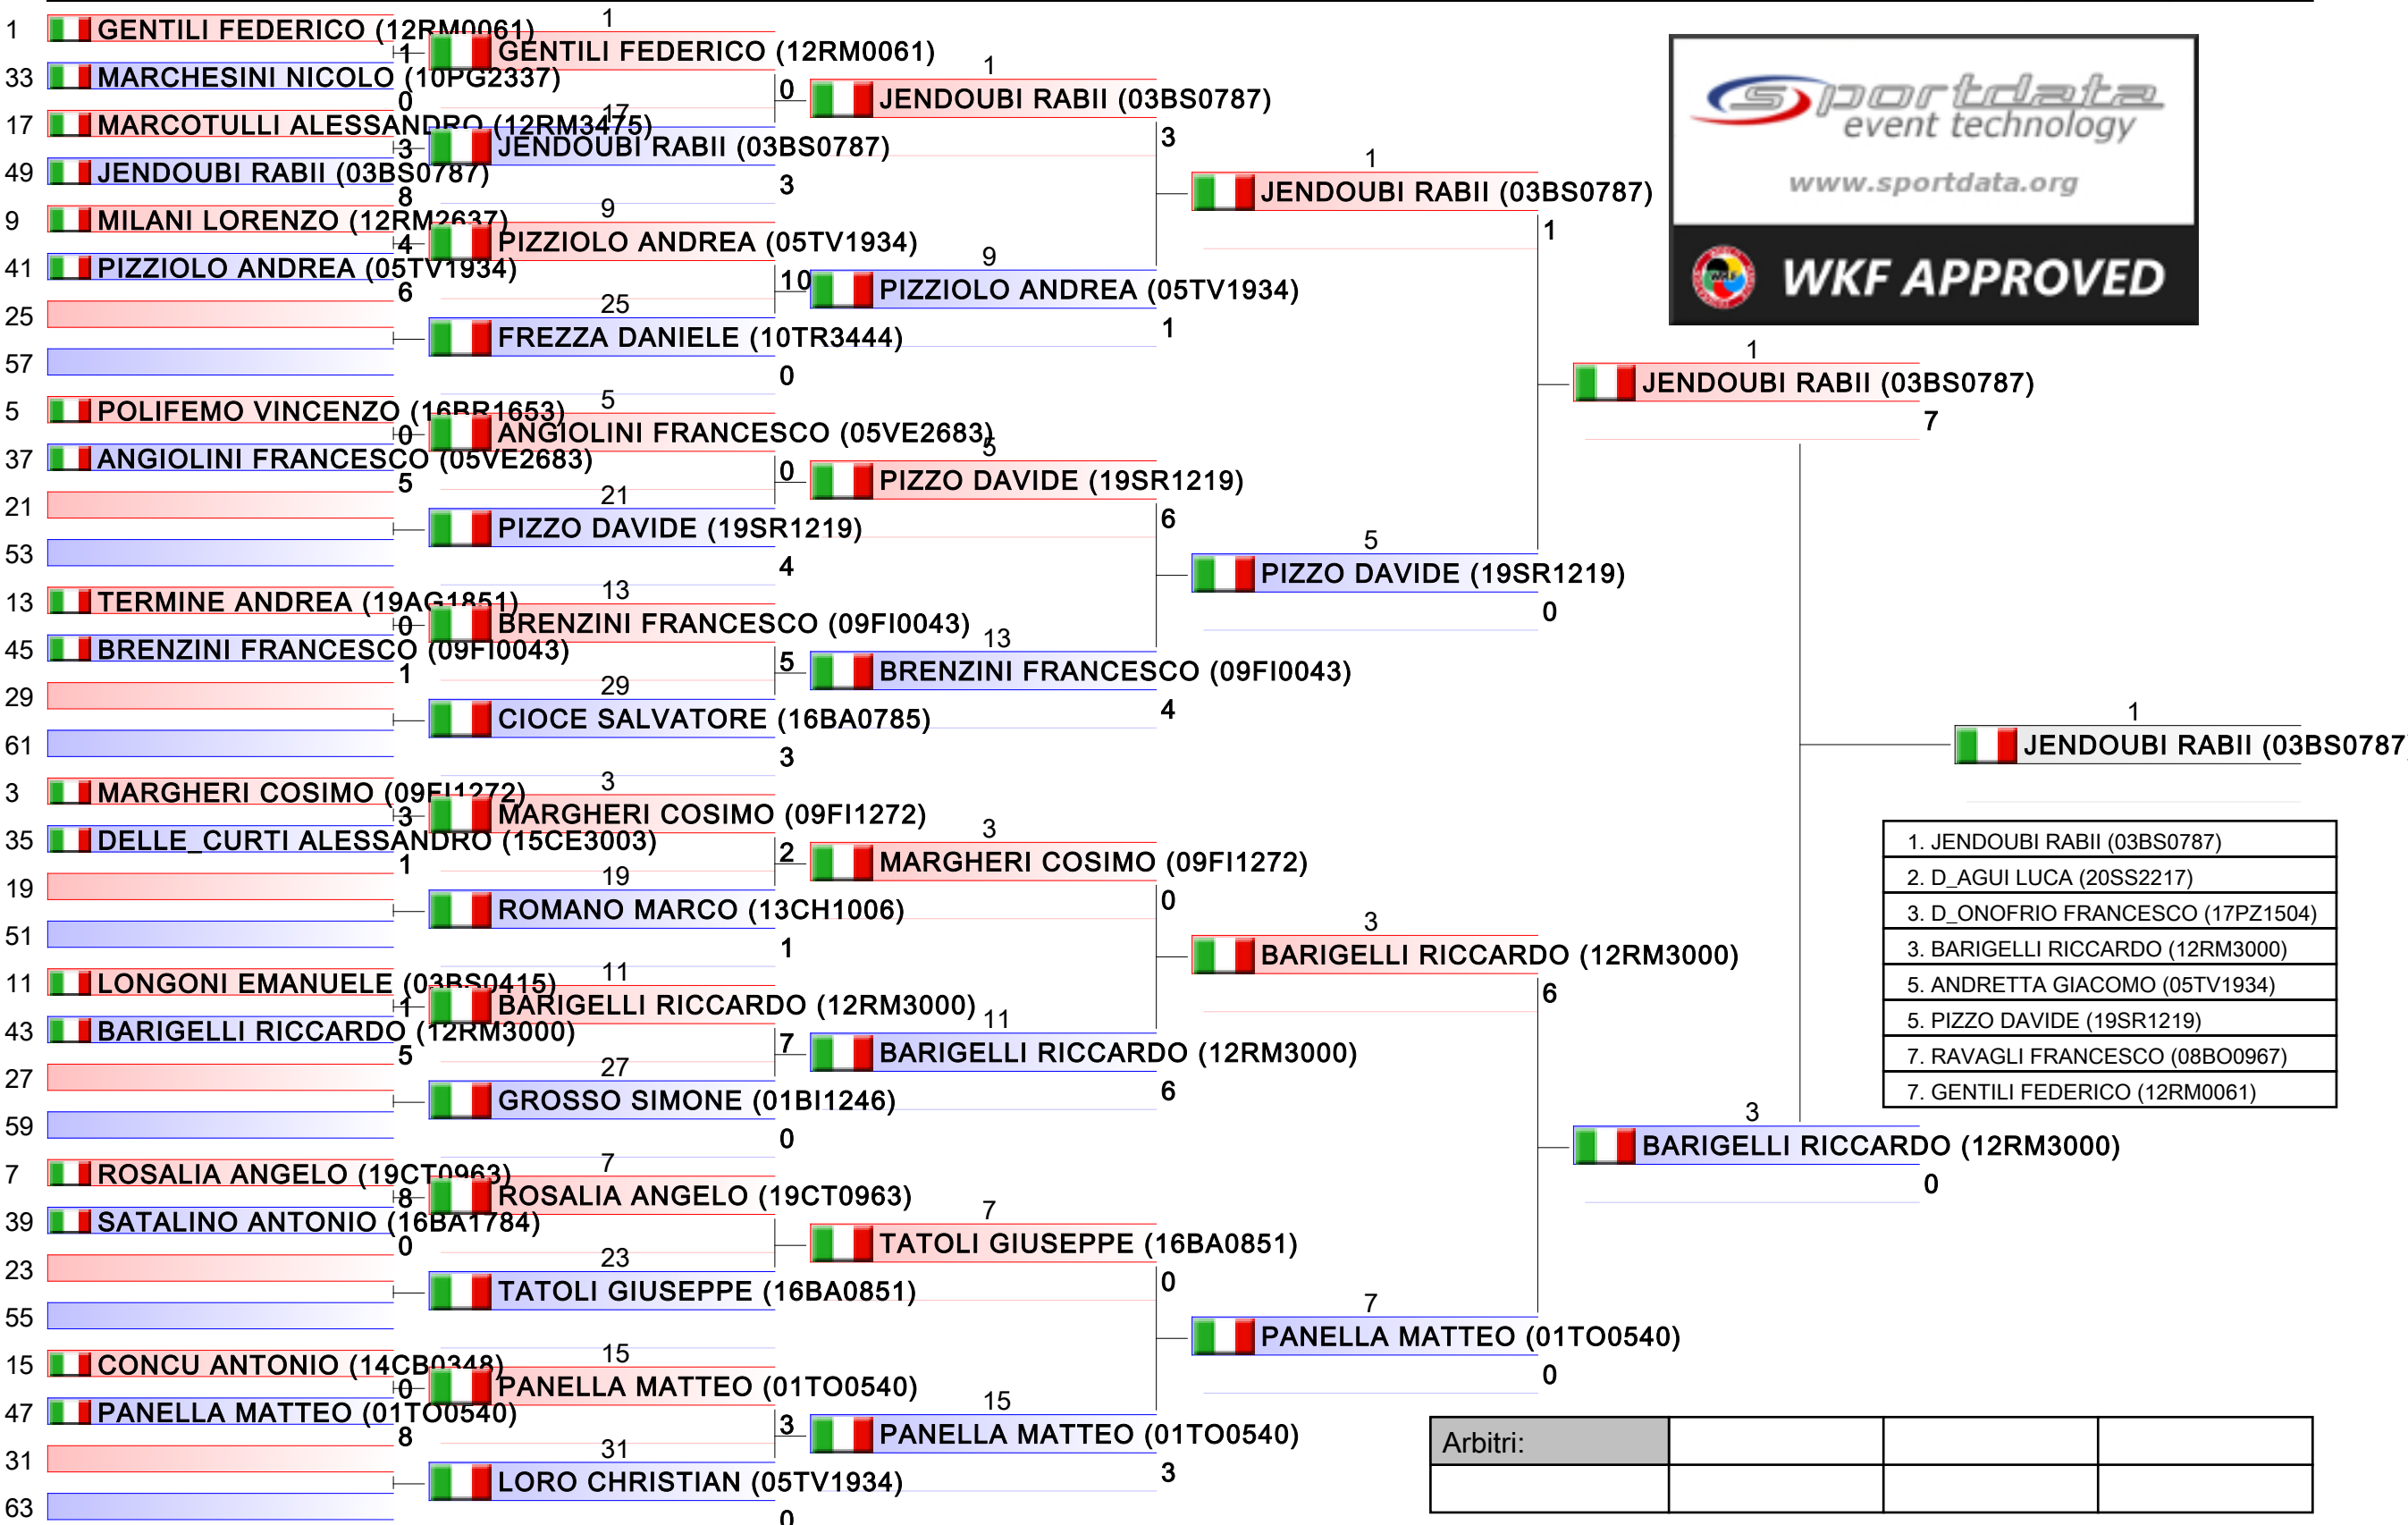 1 GENTILI FEDERICO (12RM0061)
1
33 MARCHESINI NICOLO (10PG2337)
0
17 MARCOTULLI ALESSANDRO (12RM3475)
3
49 JENDOUBI RABII (03BS0787)
8
9 MILANI LORENZO (12RM2637)
4
41 PIZZIOLO ANDREA (05TV1934)
6
25
57
5 POLIFEMO VINCENZO (16BR1653)
0
37 ANGIOLINI FRANCESCO (05VE2683)
5
21
53
13 TERMINE ANDREA (19AG1851)
0
45 BRENZINI FRANCESCO (09FI0043)
1
29
61
3 MARGHERI COSIMO (09FI1272)
3
35 DELLE_CURTI ALESSANDRO (15CE3003)
1
19
51
11 LONGONI EMANUELE (03BS0415)
1
43 BARIGELLI RICCARDO (12RM3000)
5
27
59
7 ROSALIA ANGELO (19CT0963)
8
39 SATALINO ANTONIO (16BA1784)
0
23
55
15 CONCU ANTONIO (14CB0348)
0
47 PANELLA MATTEO (01TO0540)
8
31
63
1
GENTILI FEDERICO (12RM0061)
0
17
JENDOUBI RABII (03BS0787)
3
9
PIZZIOLO ANDREA (05TV1934)
10
25
FREZZA DANIELE (10TR3444)
0
5
ANGIOLINI FRANCESCO (05VE2683)
0
21
PIZZO DAVIDE (19SR1219)
4
13
BRENZINI FRANCESCO (09FI0043)
5
29
CIOCE SALVATORE (16BA0785)
3
3
MARGHERI COSIMO (09FI1272)
2
19
ROMANO MARCO (13CH1006)
1
11
BARIGELLI RICCARDO (12RM3000)
7
27
GROSSO SIMONE (01BI1246)
0
7
ROSALIA ANGELO (19CT0963)
23
TATOLI GIUSEPPE (16BA0851)
15
PANELLA MATTEO (01TO0540)
3
31
LORO CHRISTIAN (05TV1934)
0
1
JENDOUBI RABII (03BS0787)
3
9
PIZZIOLO ANDREA (05TV1934)
1
5
PIZZO DAVIDE (19SR1219)
6
13
BRENZINI FRANCESCO (09FI0043)
4
3
MARGHERI COSIMO (09FI1272)
0
11
BARIGELLI RICCARDO (12RM3000)
6
7
TATOLI GIUSEPPE (16BA0851)
0
15
PANELLA MATTEO (01TO0540)
3
1
JENDOUBI RABII (03BS0787)
1
5
PIZZO DAVIDE (19SR1219)
0
3
BARIGELLI RICCARDO (12RM3000)
6
7
PANELLA MATTEO (01TO0540)
0
1
JENDOUBI RABII (03BS0787)
7
3
BARIGELLI RICCARDO (12RM3000)
0
1
JENDOUBI RABII (03BS0787)
sportdata
event technology
www.sportdata.org
WKF APPROVED
1. JENDOUBI RABII (03BS0787)
2. D_AGUI LUCA (20SS2217)
3. D_ONOFRIO FRANCESCO (17PZ1504)
3. BARIGELLI RICCARDO (12RM3000)
5. ANDRETTA GIACOMO (05TV1934)
5. PIZZO DAVIDE (19SR1219)
7. RAVAGLI FRANCESCO (08BO0967)
7. GENTILI FEDERICO (12RM0061)
Arbitri: